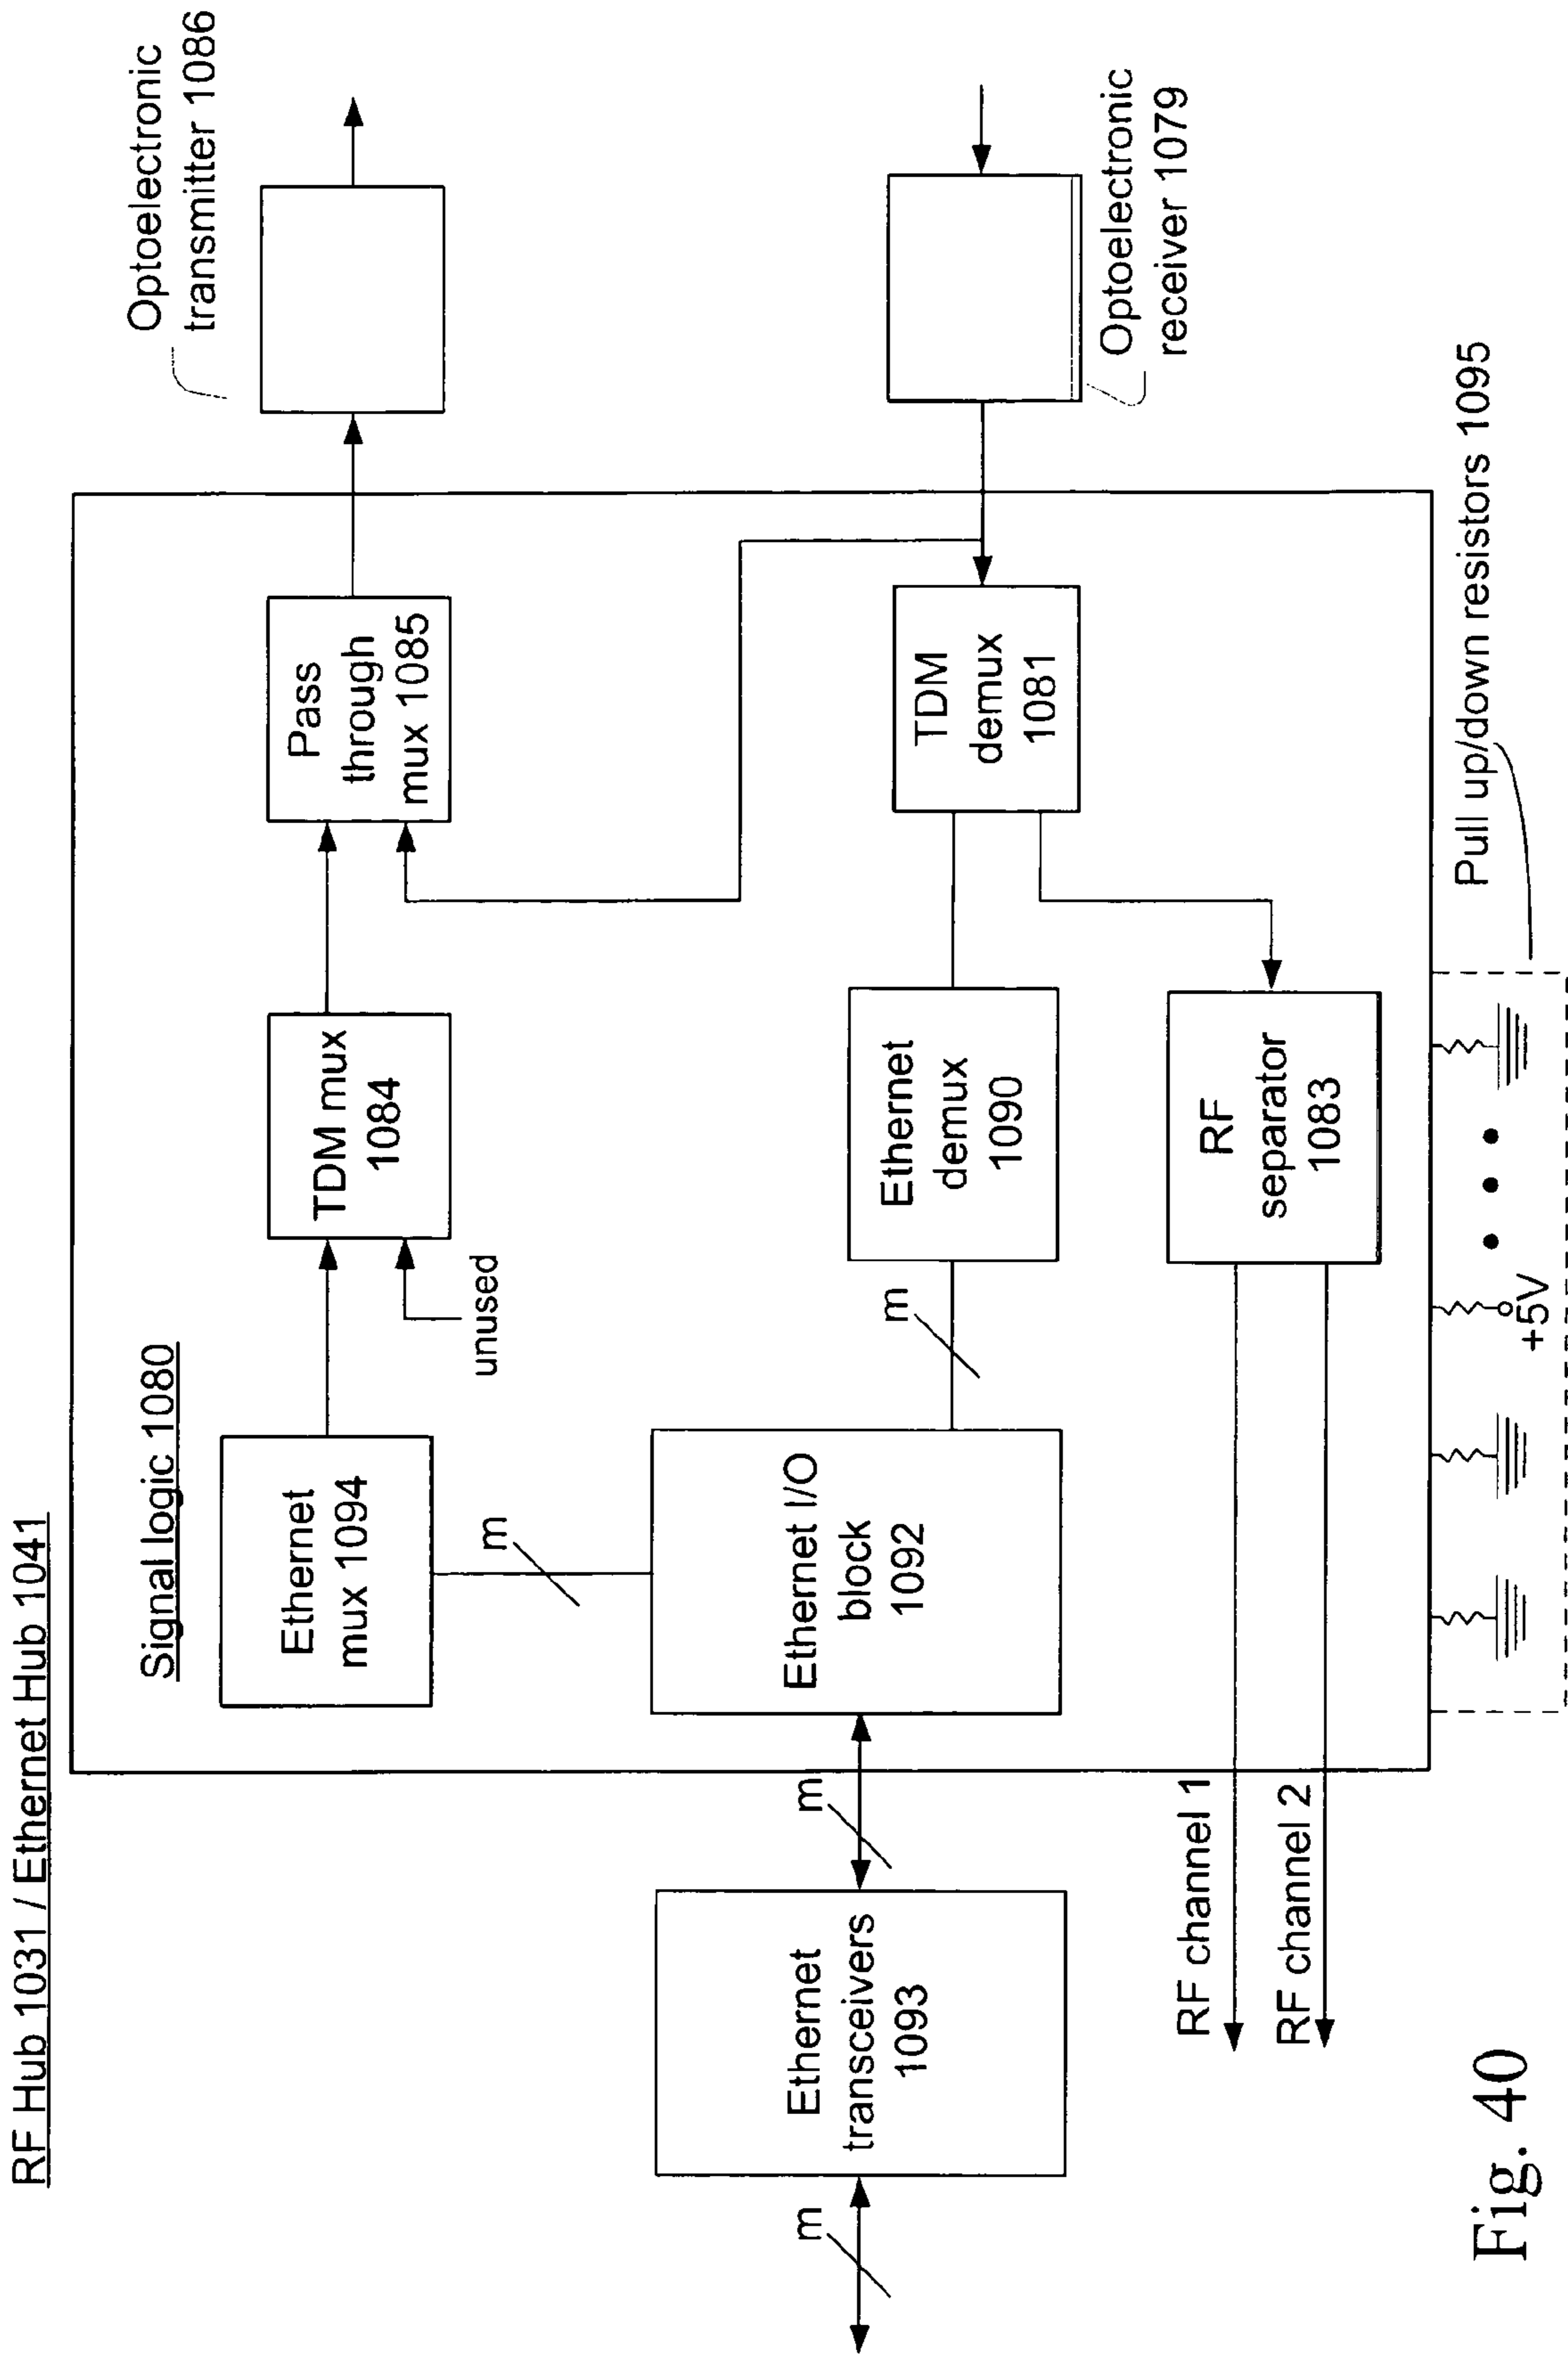 RF Hub 1031 / Ethernet Hub 1041
Signal logic 1080
Optoelectronic
transmitter 1086
Ethernet
mux 1094
TDM mux
1084
Pass
through
mux 1085
unused
m
Ethernet
transceivers
1093
m
m
Ethernet I/O
block
1092
m
Ethernet
demux
1090
TDM
demux
1081
Optoelectronic
receiver 1079
RF
separator
1083
RF channel 1
RF channel 2
+5V
Pull up/down resistors 1095
Fig. 40